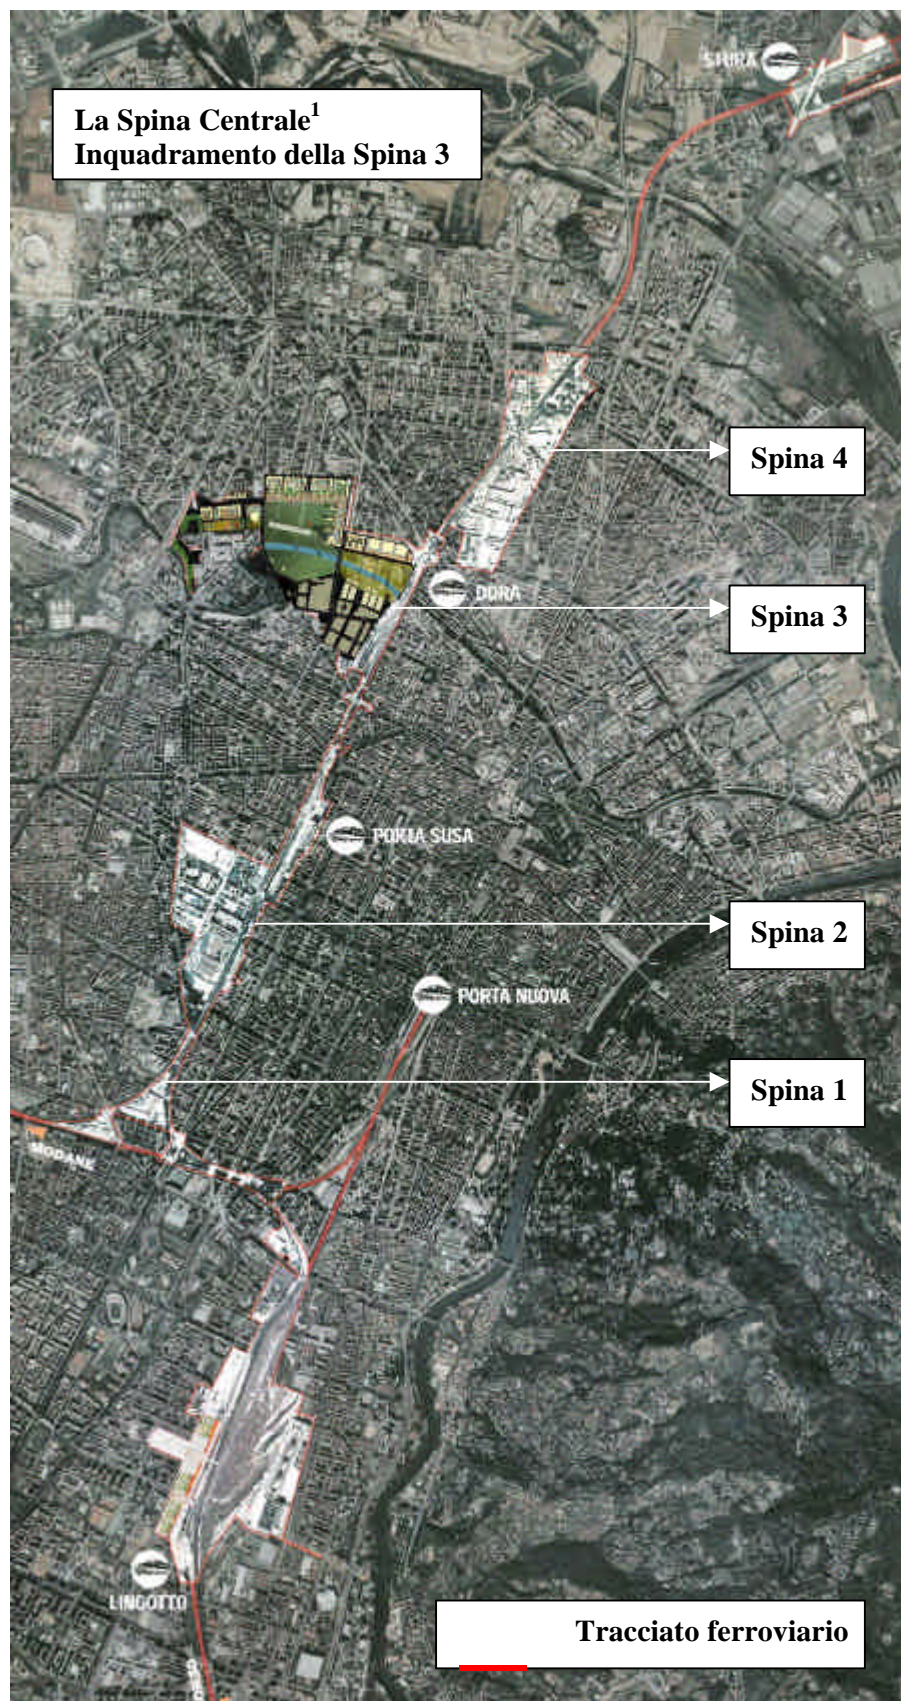 STURA
La Spina Centrale¹
Inquadramento della Spina 3
Spina 4
DORA
Spina 3
PORTA SUSA
Spina 2
PORTA NUOVA
Spina 1
MODANE
LINGOTTO
Tracciato ferroviario